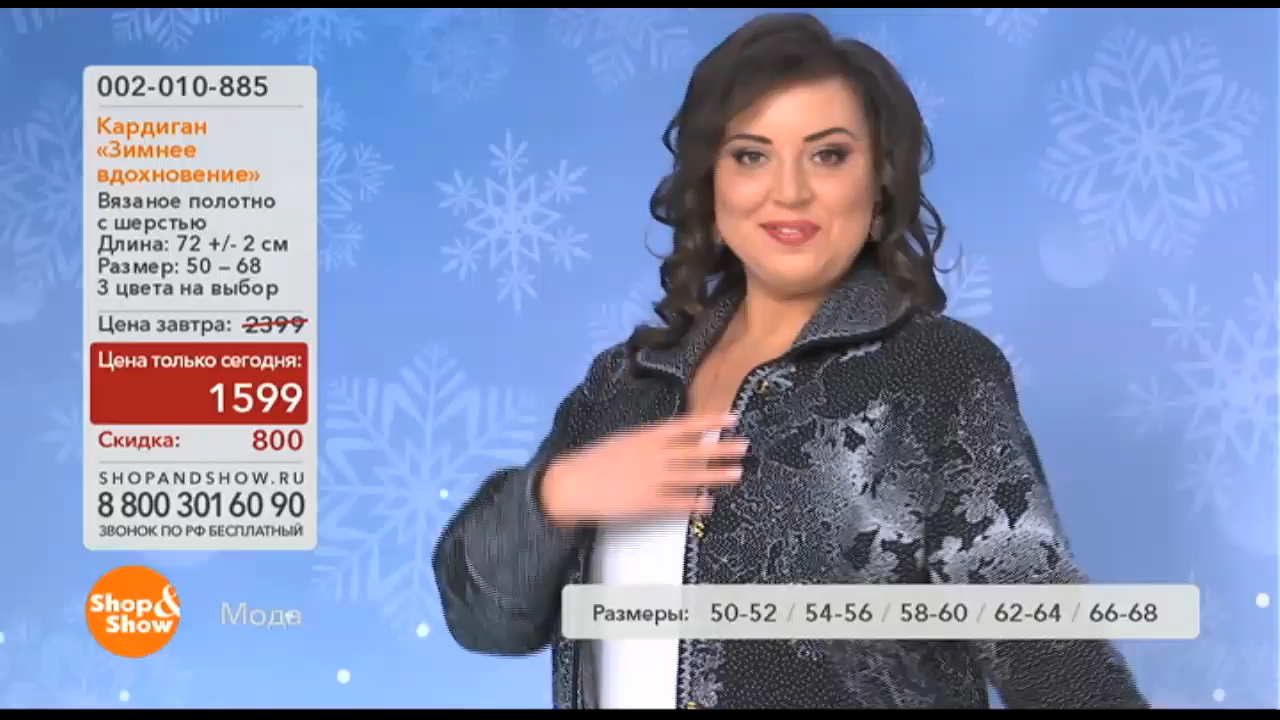 002-010-885
Кардиган
«Зимнее
вдохновение»
Вязаное полотно
с шерстью
Длина: 72 +/- 2 см
Размер: 50 – 68
3 цвета на выбор
Цена завтра: 2399
Цена только сегодня:
1599
Скидка: 800
SHOPANDSHOW.RU
8 800 301 60 90
ЗВОНОК ПО РФ БЕСПЛАТНЫЙ
Shop&
Show
Мода
Размеры: 50-52 / 54-56 / 58-60 / 62-64 / 66-68